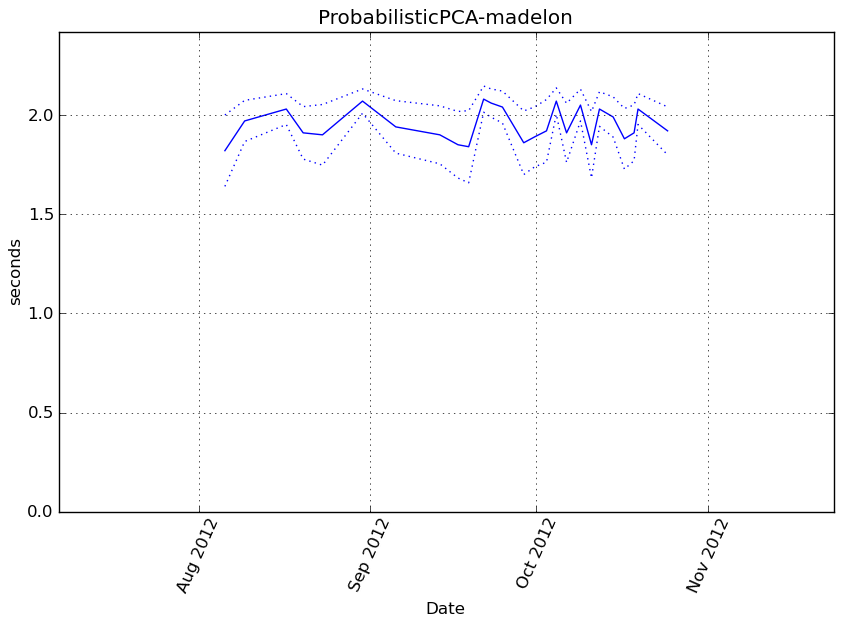 ProbabilisticPCA-madelon
2.0
1.5
1.0
0.5
0.0
seconds
Aug 2012
Sep 2012
Oct 2012
Nov 2012
Date